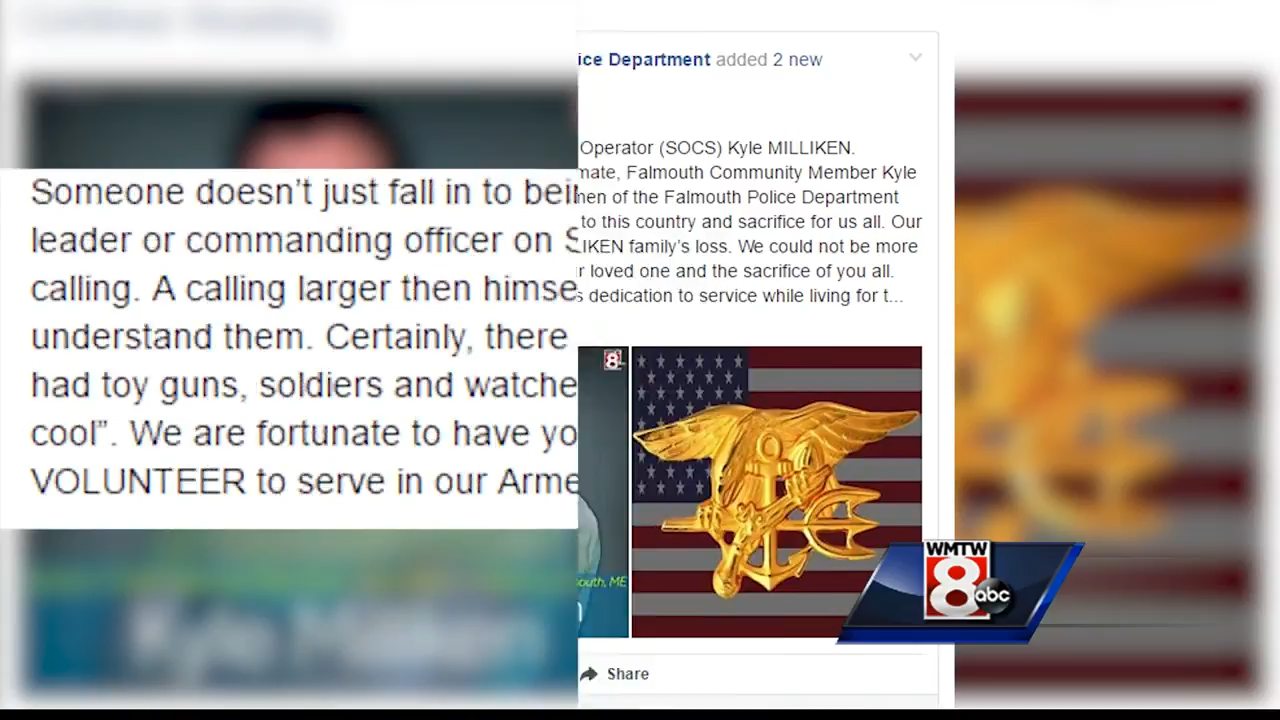 Someone doesn't just fall in to bei
leader or commanding officer on S
calling. A calling larger then himse
understand them. Certainly, there
had toy guns, soldiers and watche
cool”. We are fortunate to have yo
VOLUNTEER to serve in our Arme
ice Department added 2 new
Operator (SOCS) Kyle MILLIKEN.
mate, Falmouth Community Member Kyle
men of the Falmouth Police Department
to this country and sacrifice for us all. Our
IKEN family's loss. We could not be more
r loved one and the sacrifice of you all.
s dedication to service while living for t...
8
outh, ME
Share
WMTW
8
abc